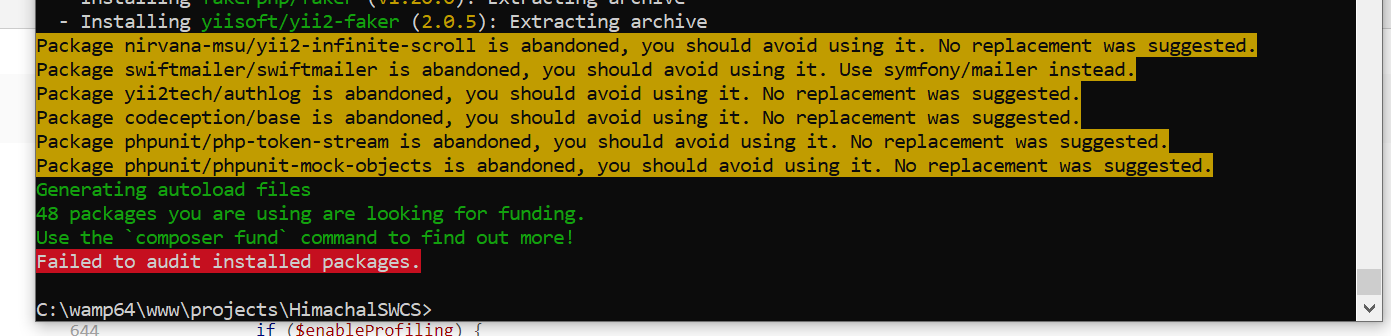 - Installing fakerphp/faker (v1.20.0): Extracting archive
- Installing yiisoft/yii2-faker (2.0.5): Extracting archive
Package nirvana-msu/yii2-infinite-scroll is abandoned, you should avoid using it. No replacement was suggested.
Package swiftmailer/swiftmailer is abandoned, you should avoid using it. Use symfony/mailer instead.
Package yii2tech/authlog is abandoned, you should avoid using it. No replacement was suggested.
Package codeception/base is abandoned, you should avoid using it. No replacement was suggested.
Package phpunit/php-token-stream is abandoned, you should avoid using it. No replacement was suggested.
Package phpunit/phpunit-mock-objects is abandoned, you should avoid using it. No replacement was suggested.
Generating autoload files
48 packages you are using are looking for funding.
Use the `composer fund` command to find out more!
Failed to audit installed packages.
C:\wamp64\www\projects\HimachalSWCS>
644 if ($enableProfiling) {